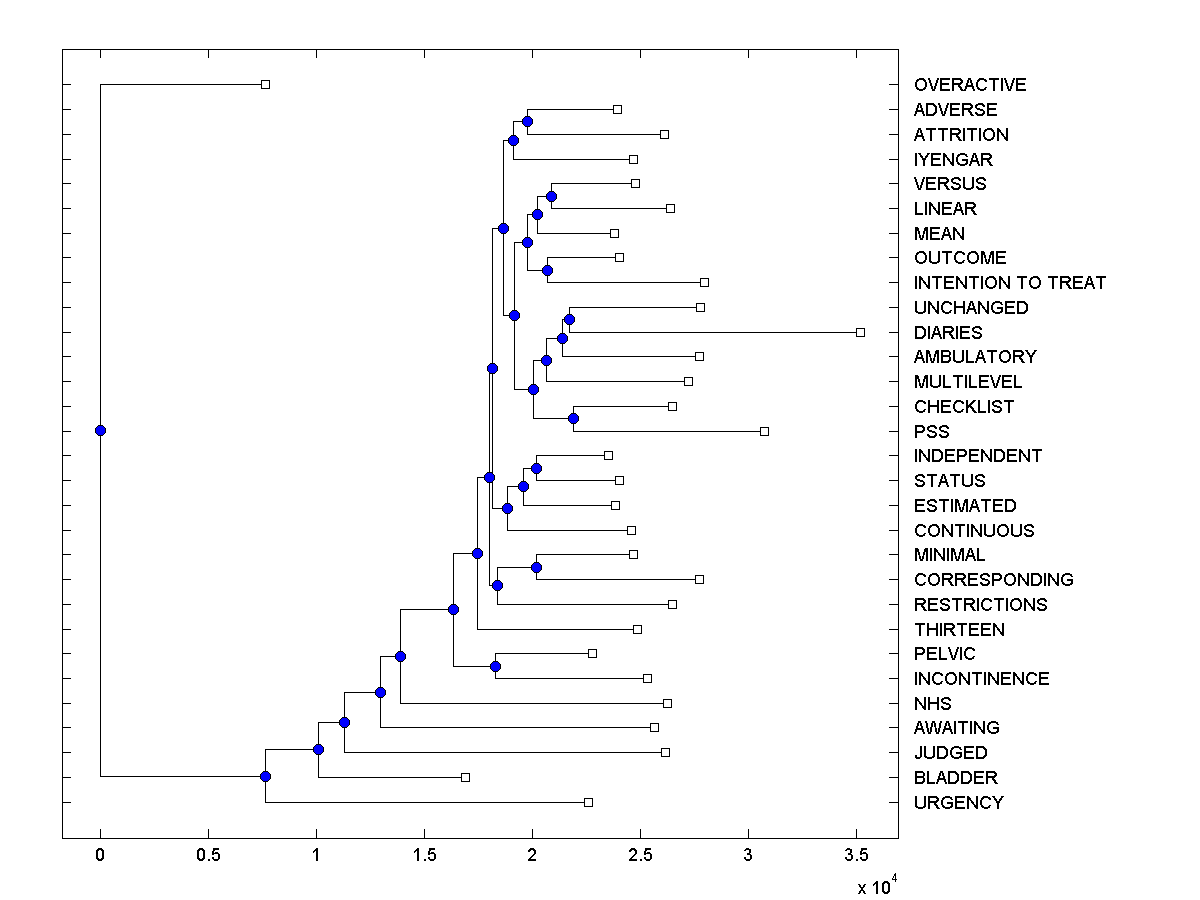 OVERACTIVE
ADVERSE
ATTRITION
IYENGAR
VERSUS
LINEAR
MEAN
OUTCOME
INTENTION TO TREAT
UNCHANGED
DIARIES
AMBULATORY
MULTILEVEL
CHECKLIST
PSS
INDEPENDENT
STATUS
ESTIMATED
CONTINUOUS
MINIMAL
CORRESPONDING
RESTRICTIONS
THIRTEEN
PELVIC
INCONTINENCE
NHS
AWAITING
JUDGED
BLADDER
URGENCY
0 0.5 1 1.5 2 2.5 3 3.5
x 10^4